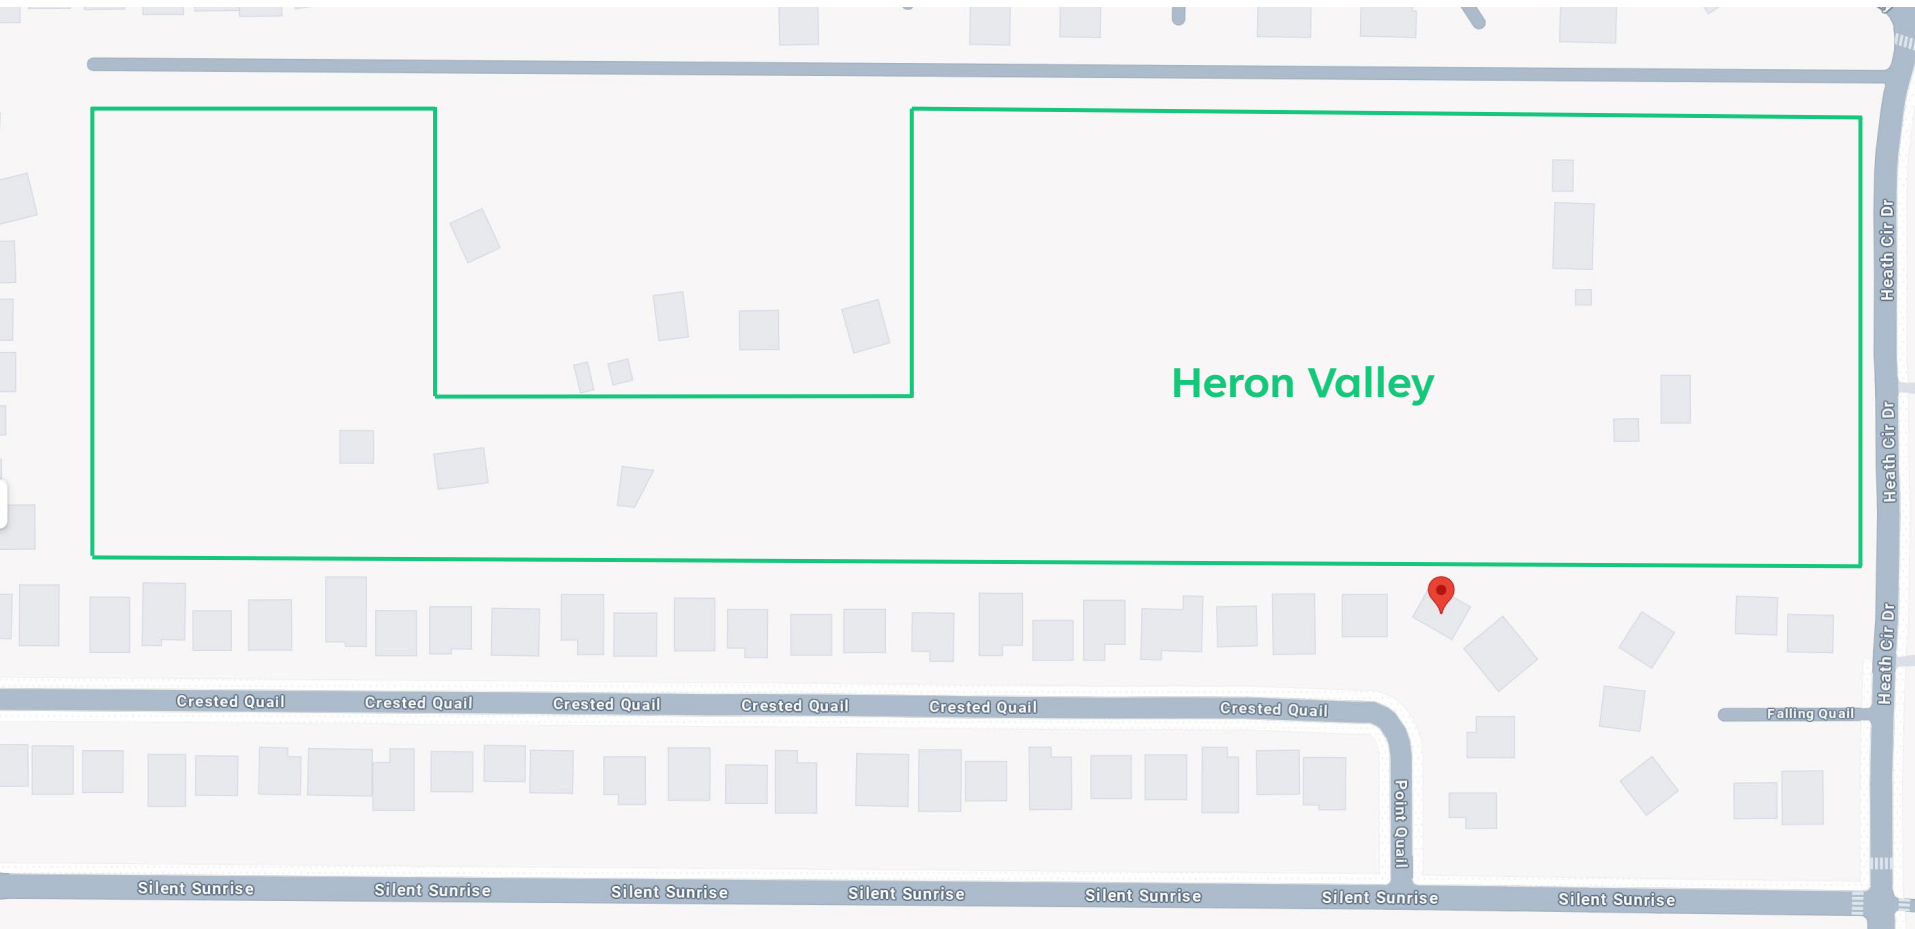 Heath Cir Dr
Heron Valley
Heath Cir Dr
Heath Cir Dr
Crested Quail
Crested Quail
Crested Quail
Crested Quail
Crested Quail
Crested Quail
Falling Quail
Point Quail
Silent Sunrise
Silent Sunrise
Silent Sunrise
Silent Sunrise
Silent Sunrise
Silent Sunrise
Silent Sunrise